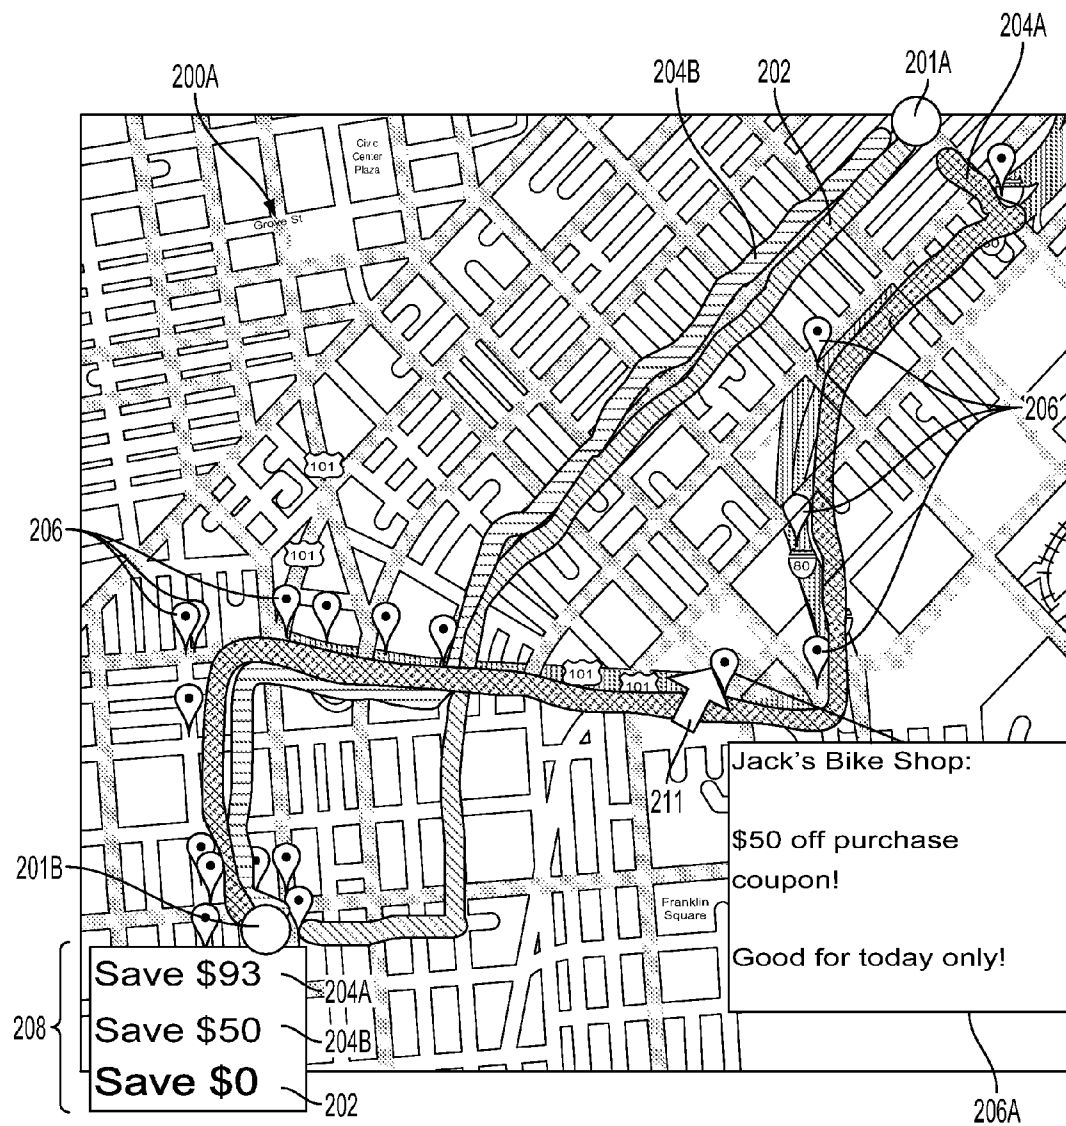 204A
201A
204B
202
200A
Civic
Center
Plaza
Grove St
80
101
206
101
206
80
101
101
211
Jack's Bike Shop:
$50 off purchase
coupon!
Good for today only!
201B
Franklin
Square
Save $93
204A
Save $50
204B
Save $0
202
208
206A